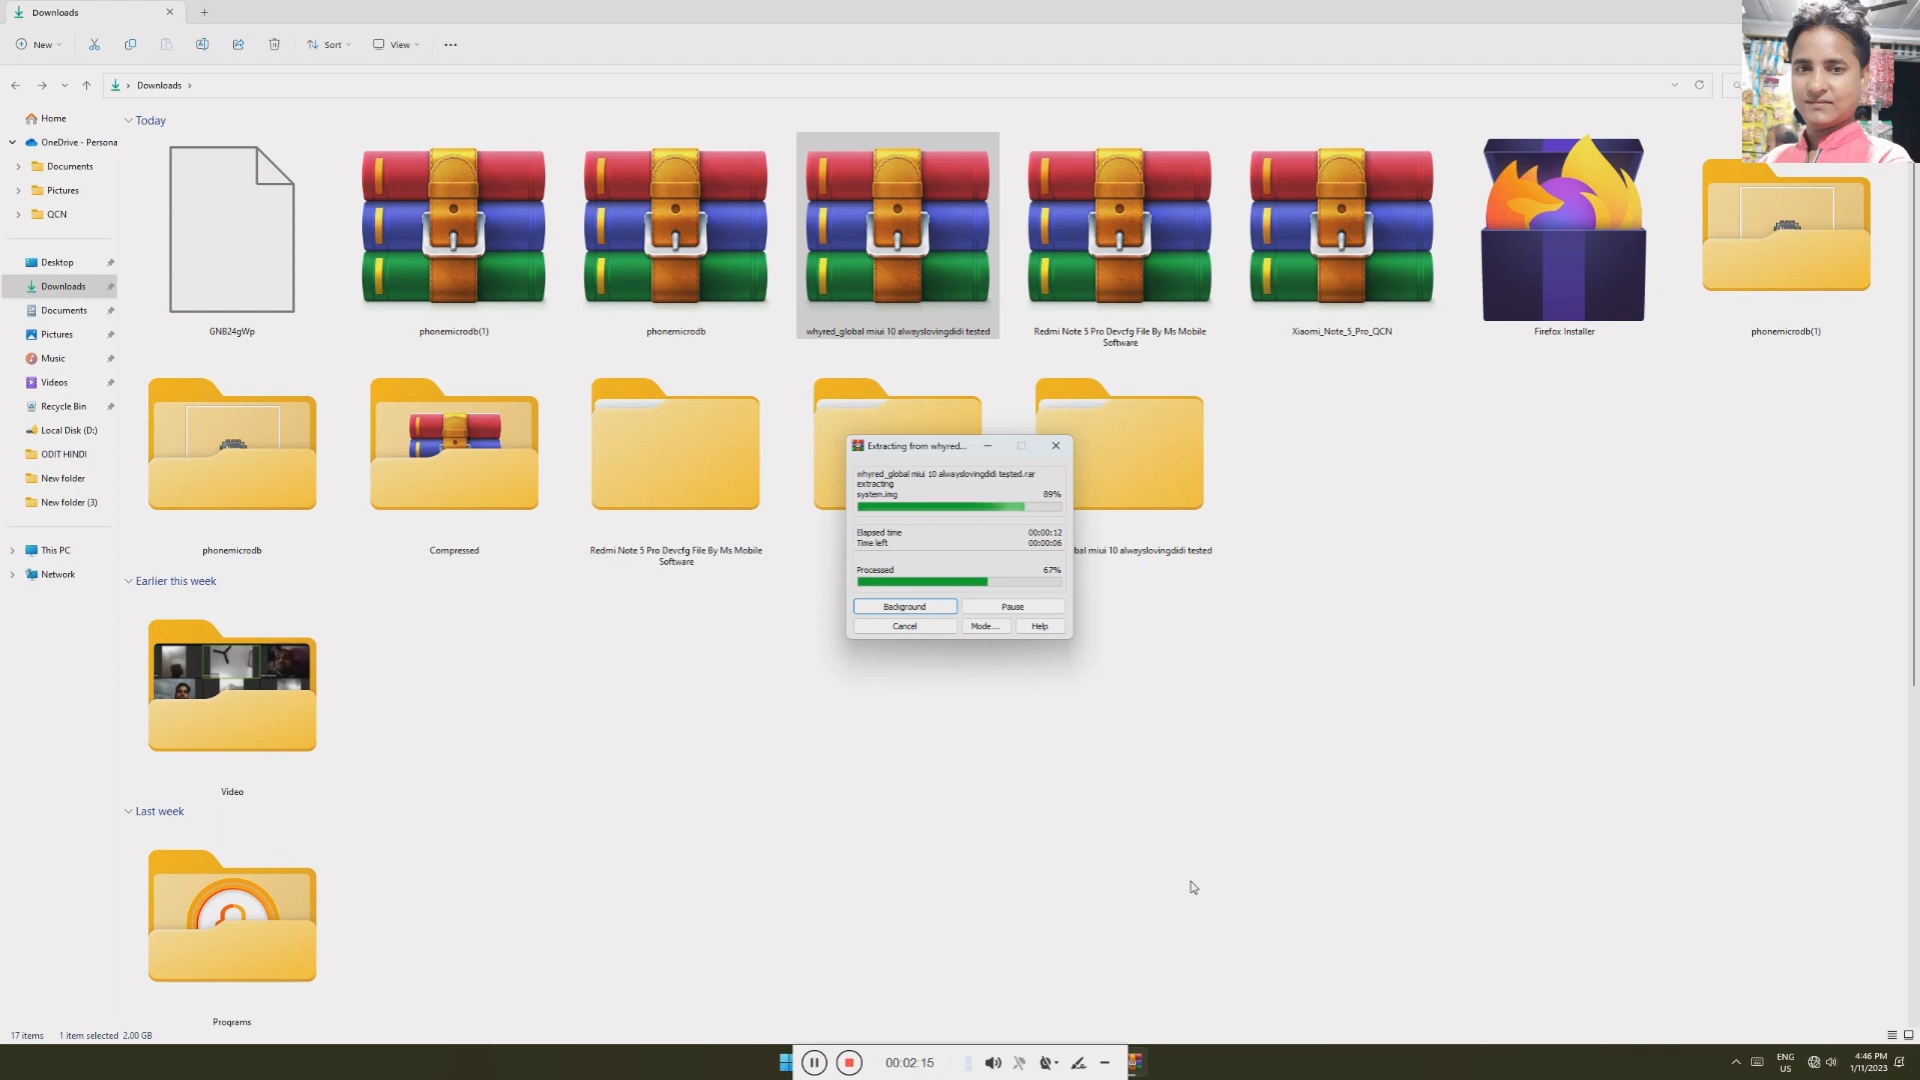 Downloads
New
Sort
View
Downloads
Home
OneDrive - Persona
Documents
Pictures
QCN
Desktop
Downloads
Documents
Pictures
Music
Videos
Recycle Bin
Local Disk (D:)
ODIT HINDI
New folder
New folder (3)
This PC
Network
Today
GNB24gWp
phonemicrodb(1)
phonemicrodb
whyred_global miui 10 alwayslovingdidi tested
Redmi Note 5 Pro Devcfg File By Ms Mobile
Software
Xiaomi_Note_5_Pro_QCN
Firefox Installer
phonemicrodb(1)
phonemicrodb
Compressed
Redmi Note 5 Pro Devcfg File By Ms Mobile
Software
bal miui 10 alwayslovingdidi tested
Extracting from whyred...
whyred_global miui 10 alwayslovingdidi tested.rar
extracting
system.img 89%
Elapsed time 00:00:12
Time left 00:00:06
Processed 67%
Background Pause
Cancel Mode... Help
Earlier this week
Video
Last week
Programs
17 items 1 item selected 2.00 GB
00:02:15
ENG
US
4:46 PM
1/11/2023